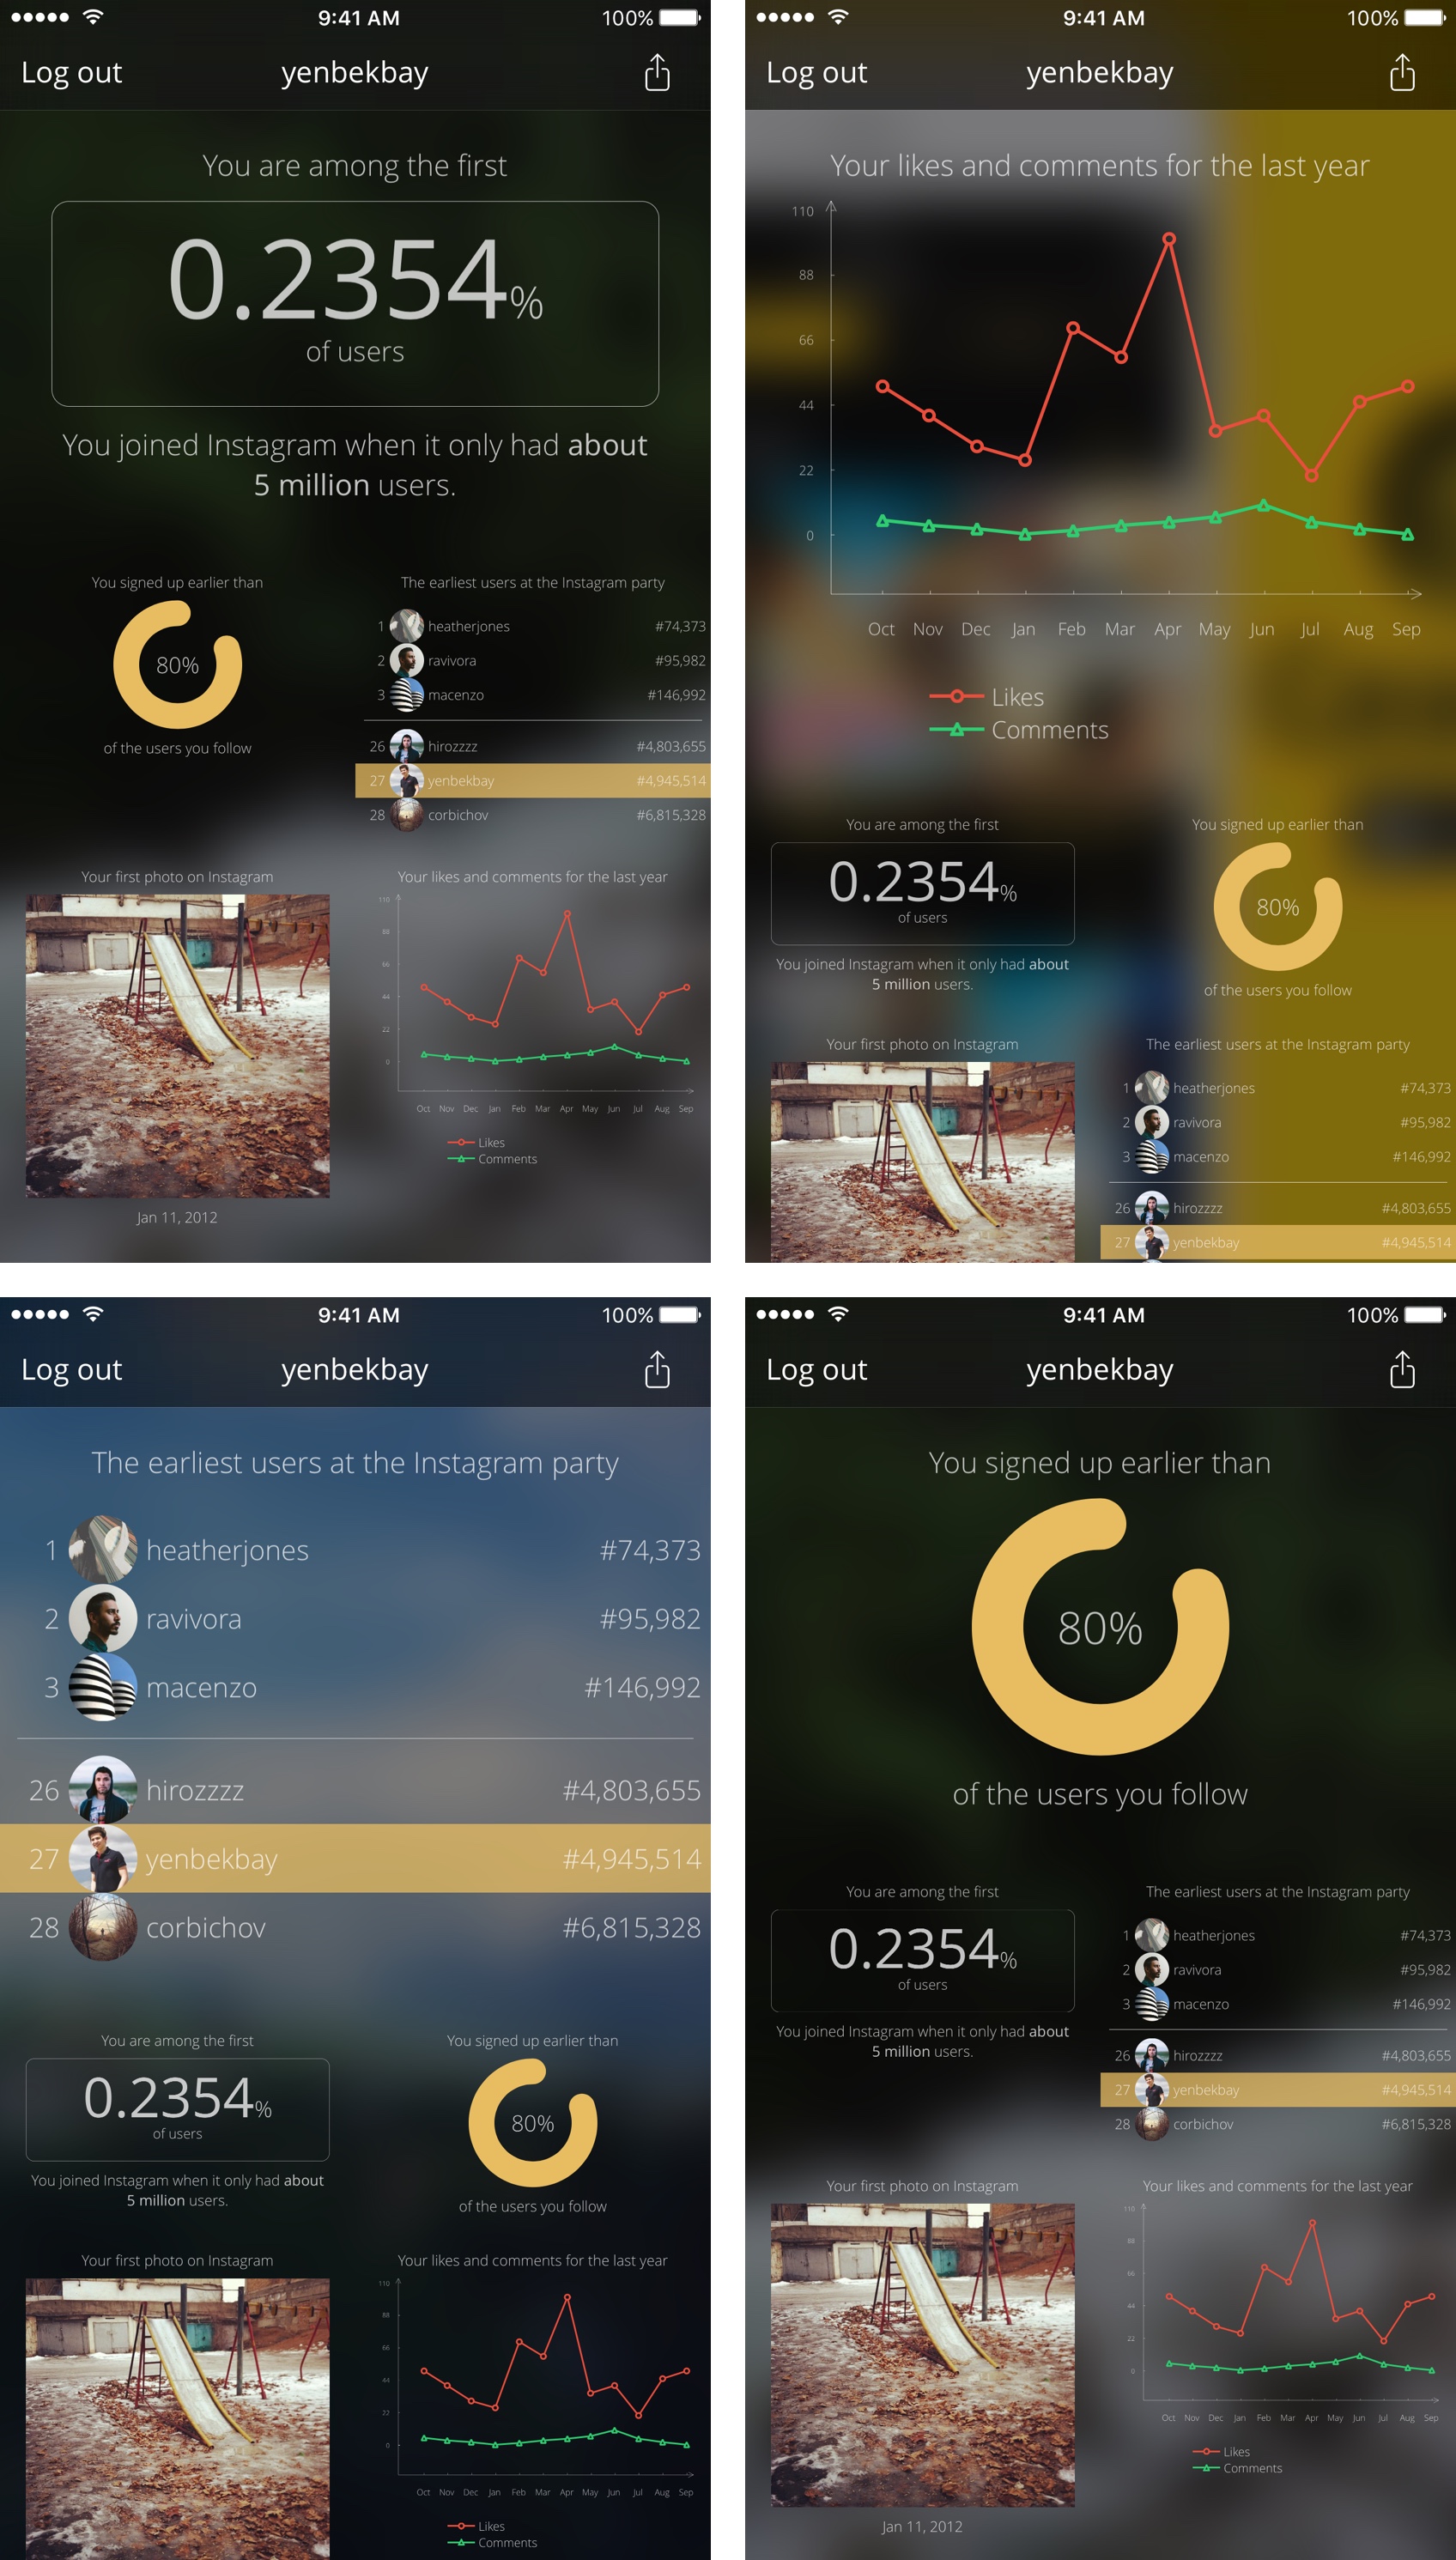 9:41 AM 100%
Log out yenbekbay
You are among the first
0.2354%
of users
You joined Instagram when it only had about
5 million users.
You signed up earlier than
80%
of the users you follow
The earliest users at the Instagram party
1 heatherjones #74,373
2 ravivora #95,982
3 macenzo #146,992
26 hirozzzz #4,803,655
27 yenbekbay #4,945,514
28 corbichov #6,815,328
Your first photo on Instagram
Jan 11, 2012
Your likes and comments for the last year
110
88
66
44
22
0
Oct Nov Dec Jan Feb Mar Apr May Jun Jul Aug Sep
Likes
Comments
9:41 AM 100%
Log out yenbekbay
Your likes and comments for the last year
110
88
66
44
22
0
Oct Nov Dec Jan Feb Mar Apr May Jun Jul Aug Sep
Likes
Comments
You are among the first
0.2354%
of users
You joined Instagram when it only had about
5 million users.
You signed up earlier than
80%
of the users you follow
Your first photo on Instagram
The earliest users at the Instagram party
1 heatherjones #74,373
2 ravivora #95,982
3 macenzo #146,992
26 hirozzzz #4,803,655
27 yenbekbay #4,945,514
9:41 AM 100%
Log out yenbekbay
The earliest users at the Instagram party
1 heatherjones #74,373
2 ravivora #95,982
3 macenzo #146,992
26 hirozzzz #4,803,655
27 yenbekbay #4,945,514
28 corbichov #6,815,328
You are among the first
0.2354%
of users
You joined Instagram when it only had about
5 million users.
You signed up earlier than
80%
of the users you follow
Your first photo on Instagram
Your likes and comments for the last year
110
88
66
44
22
0
Oct Nov Dec Jan Feb Mar Apr May Jun Jul Aug Sep
Likes
Comments
9:41 AM 100%
Log out yenbekbay
You signed up earlier than
80%
of the users you follow
You are among the first
0.2354%
of users
You joined Instagram when it only had about
5 million users.
The earliest users at the Instagram party
1 heatherjones #74,373
2 ravivora #95,982
3 macenzo #146,992
26 hirozzzz #4,803,655
27 yenbekbay #4,945,514
28 corbichov #6,815,328
Your first photo on Instagram
Jan 11, 2012
Your likes and comments for the last year
110
88
66
44
22
0
Oct Nov Dec Jan Feb Mar Apr May Jun Jul Aug Sep
Likes
Comments